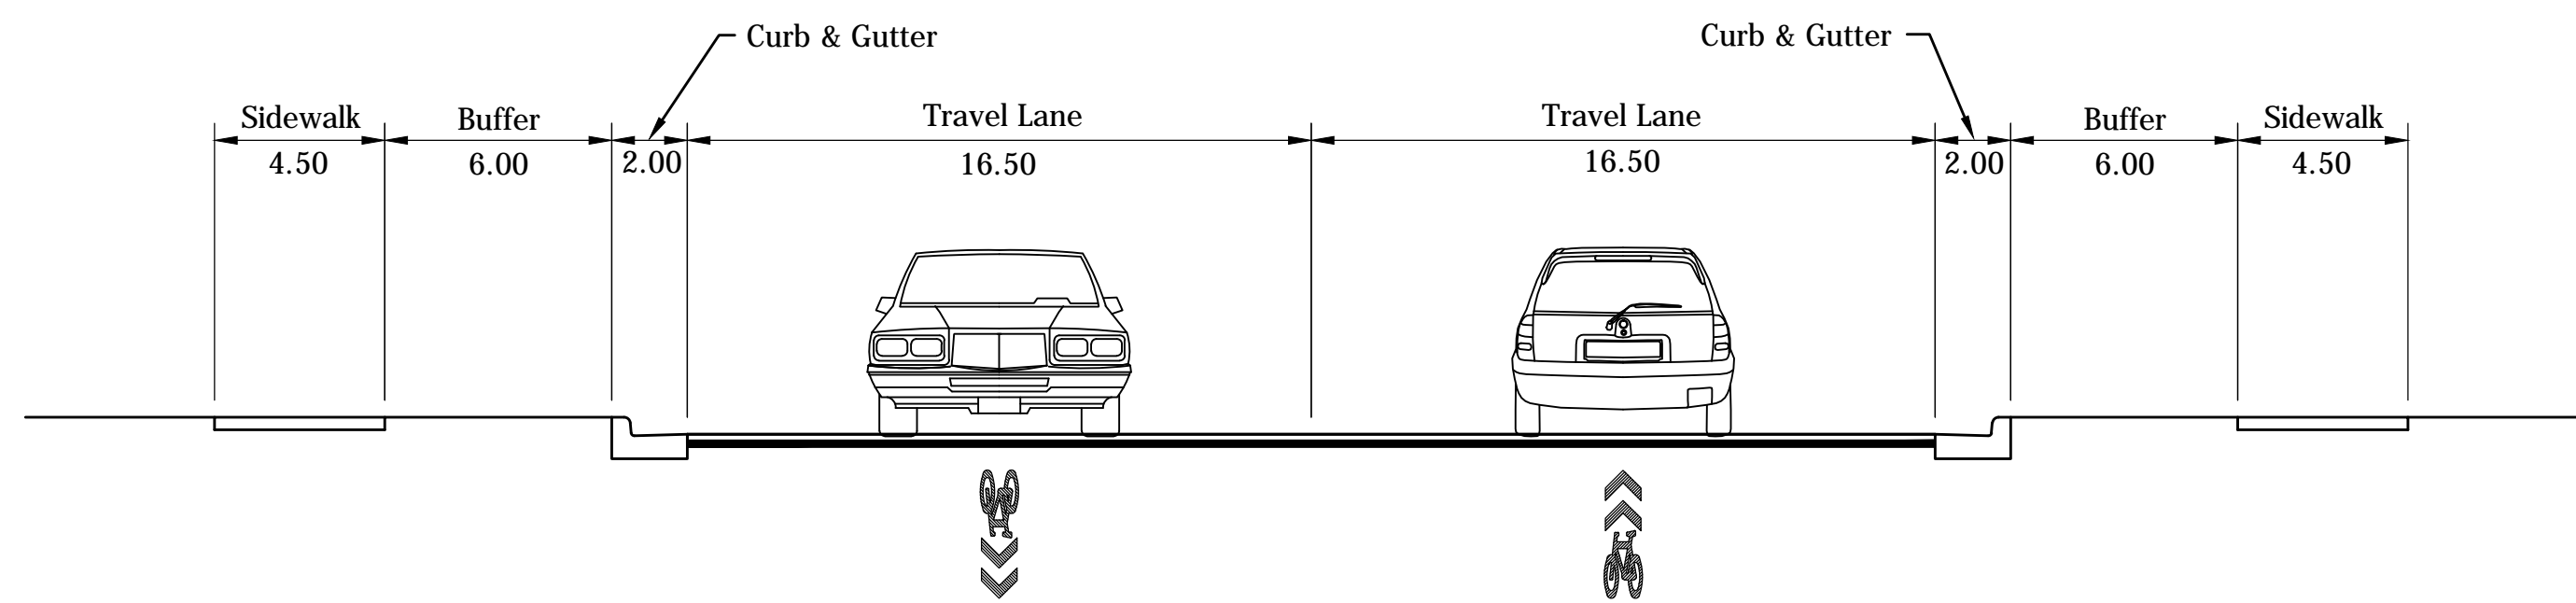 Curb & Gutter
Curb & Gutter
Sidewalk
Buffer
Travel Lane
Travel Lane
Buffer
Sidewalk
4.50
6.00
2.00
16.50
16.50
2.00
6.00
4.50